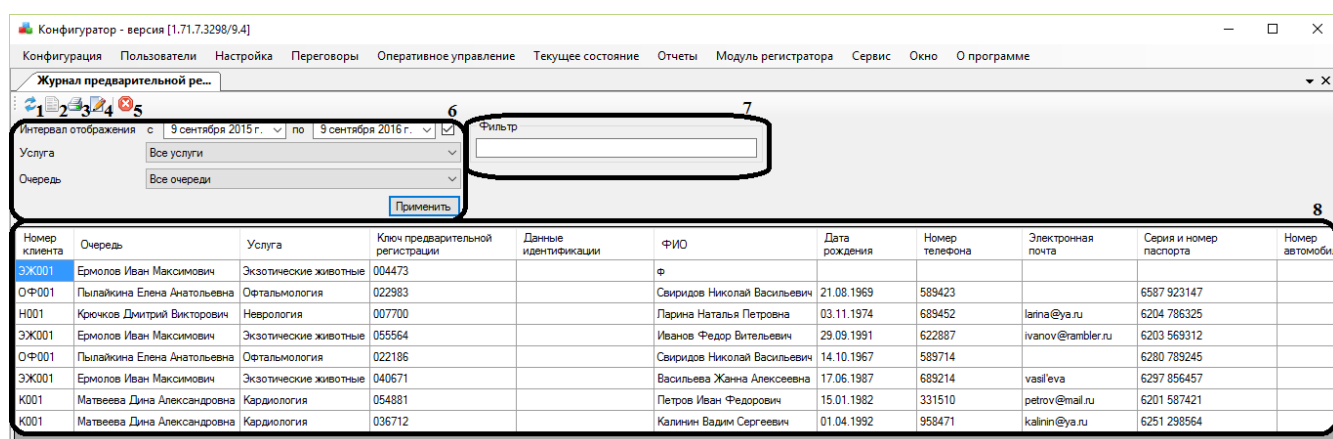 Конфигуратор - версия [1.71.7.3298/9.4]
Конфигурация Пользователи Настройка Переговоры Оперативное управление Текущее состояние Отчеты Модуль регистратора Сервис Окно О программе
Журнал предварительной ре...
1 2 3 4 5 6 7
Интервал отображения с 9 сентября 2015 г. по 9 сентября 2016 г. Фильтр
Услуга Все услуги
Очередь Все очереди
Применить
8
Номер клиента Очередь Услуга Ключ предварительной регистрации Данные идентификации ФИО Дата рождения Номер телефона Электронная почта Серия и номер паспорта Номер автомоби
ЭЖ001 Ермолов Иван Максимович Экзотические животные 004473 Ф
ОФ001 Пылайкина Елена Анатольевна Офтальмология 022983 Свиридов Николай Васильевич 21.08.1969 589423 6587 923147
Н001 Крючков Дмитрий Викторович Неврология 007700 Ларина Наталья Петровна 03.11.1974 689452 larina@ya.ru 6204 786325
ЭЖ001 Ермолов Иван Максимович Экзотические животные 055564 Иванов Федор Витальевич 29.09.1991 622887 ivanov@rambler.ru 6203 569312
ОФ001 Пылайкина Елена Анатольевна Офтальмология 022186 Свиридов Николай Васильевич 14.10.1967 589714 6280 789245
ЭЖ001 Ермолов Иван Максимович Экзотические животные 040671 Васильева Жанна Алексеевна 17.06.1987 689214 vasil'eva 6297 856457
К001 Матвеева Дина Александровна Кардиология 054881 Петров Иван Федорович 15.01.1982 331510 petrov@mail.ru 6201 587421
К001 Матвеева Дина Александровна Кардиология 036712 Калинин Вадим Сергеевич 01.04.1992 958471 kalinin@ya.ru 6251 298564